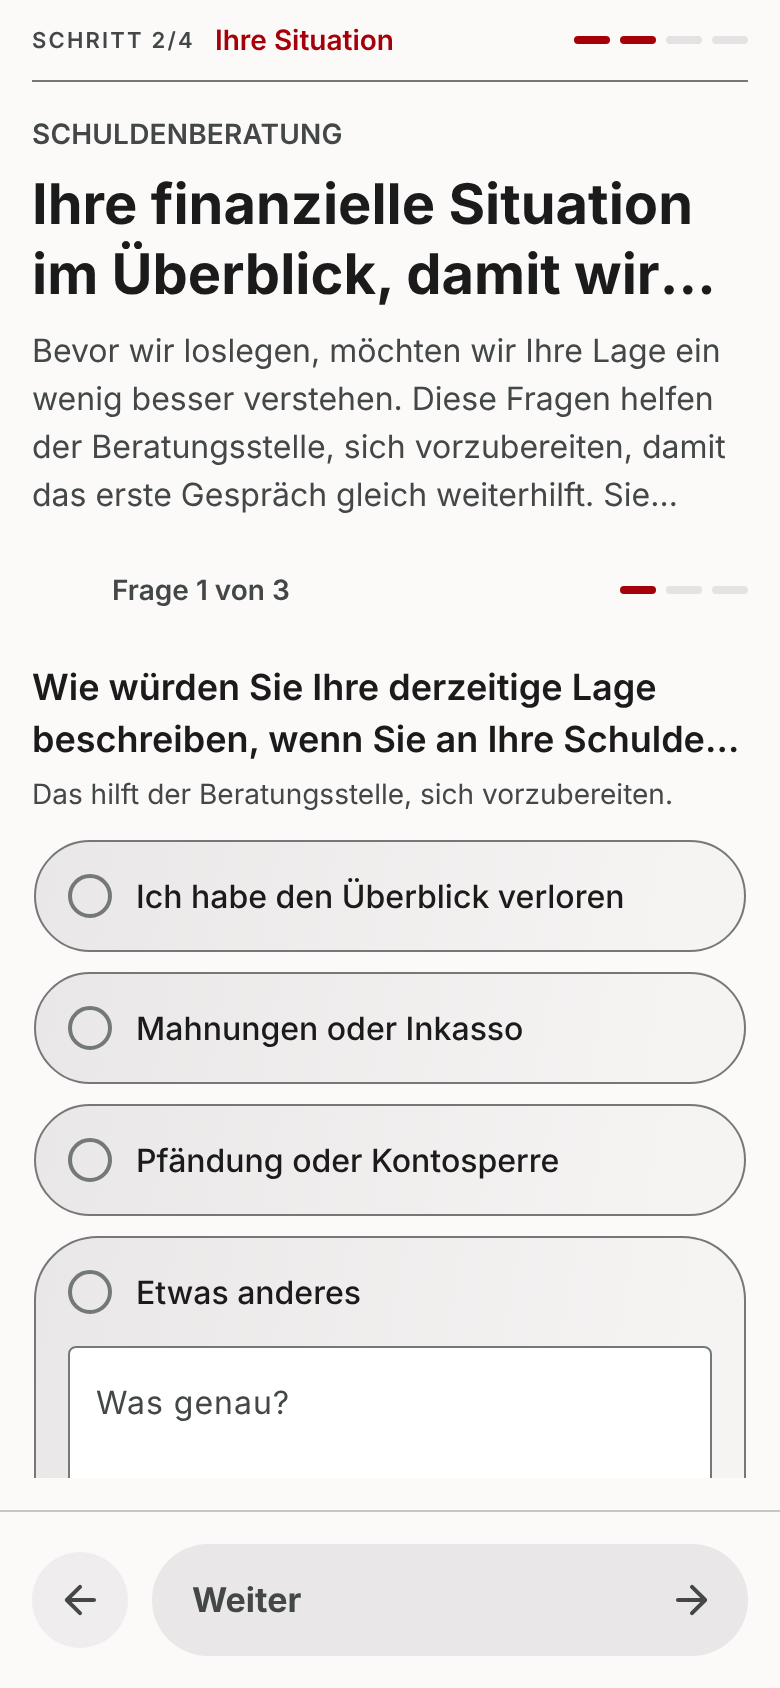 SCHRITT 2/4 Ihre Situation
SCHULDENBERATUNG
Ihre finanzielle Situation
im Überblick, damit wir...
Bevor wir loslegen, möchten wir Ihre Lage ein
wenig besser verstehen. Diese Fragen helfen
der Beratungsstelle, sich vorzubereiten, damit
das erste Gespräch gleich weiterhilft. Sie...
Frage 1 von 3
Wie würden Sie Ihre derzeitige Lage
beschreiben, wenn Sie an Ihre Schulde...
Das hilft der Beratungsstelle, sich vorzubereiten.
Ich habe den Überblick verloren
Mahnungen oder Inkasso
Pfändung oder Kontosperre
Etwas anderes
Was genau?
Weiter